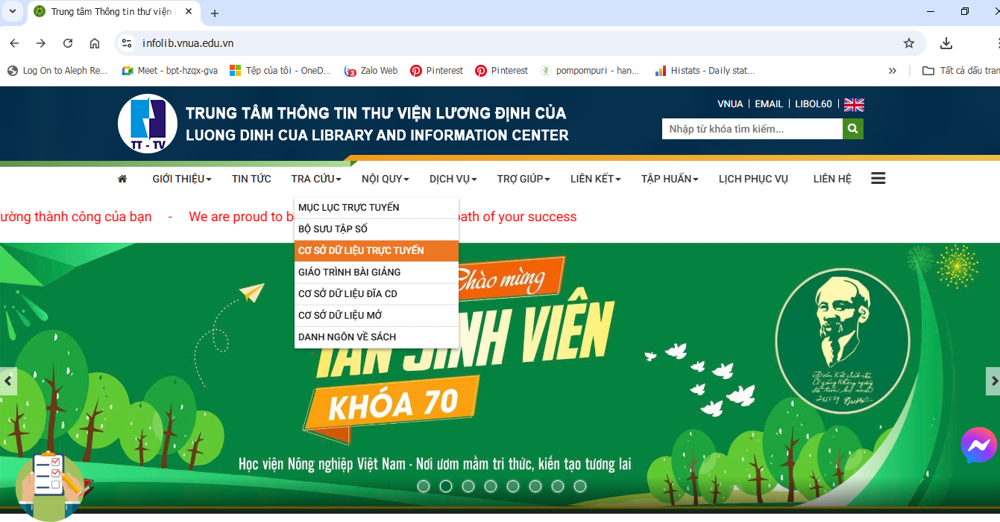 Trung tâm Thông tin thư viện
infolib.vnua.edu.vn
Log On to Aleph Re...
Meet - bpt-hzqx-gva
Tệp của tôi - OneD...
3
Zalo Web
Pinterest
Pinterest
pompompuri - han...
Histats - Daily stat...
Tất cả dấu tran
TT - TV
TRUNG TÂM THÔNG TIN THƯ VIỆN LƯƠNG ĐỊNH CỦA
LUONG DINH CUA LIBRARY AND INFORMATION CENTER
VNUA
EMAIL
LIBOL60
Nhập từ khóa tìm kiếm...
GIỚI THIỆU
TIN TỨC
TRA CỨU
NỘI QUY
DỊCH VỤ
TRỢ GIÚP
LIÊN KẾT
TẬP HUẤN
LỊCH PHỤC VỤ
LIÊN HỆ
MỤC LỤC TRỰC TUYẾN
BỘ SƯU TẬP SỐ
CƠ SỞ DỮ LIỆU TRỰC TUYẾN
GIÁO TRÌNH BÀI GIẢNG
CƠ SỞ DỮ LIỆU ĐĨA CD
CƠ SỞ DỮ LIỆU MỞ
DANH NGÔN VỀ SÁCH
thành công của bạn - We are proud to b of your success
Chào mừng
TÂN SINH VIÊN
KHÓA 70
Học viện Nông nghiệp Việt Nam - Nơi ươm mầm tri thức, kiến tạo tương lai